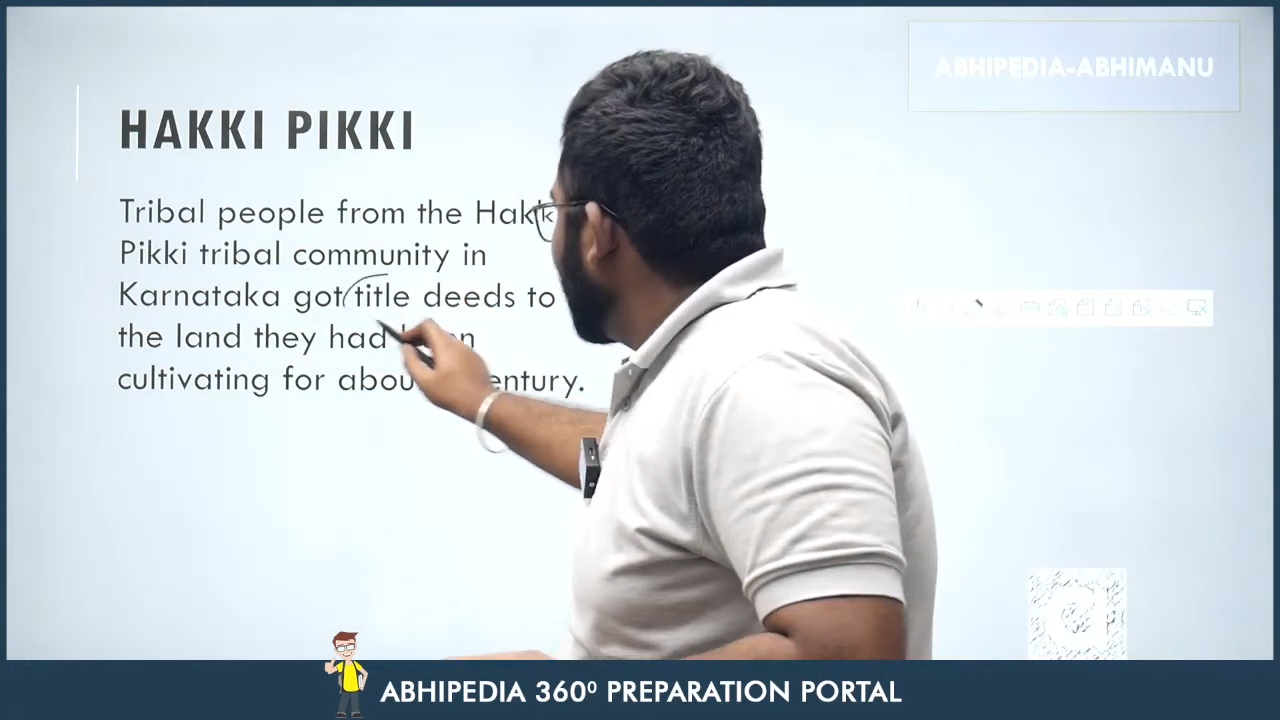 ABHIPEDIA-ABHIMANU
HAKKI PIKKI
Tribal people from the Hakk
Pikki tribal community in
Karnataka got title deeds to
the land they had
cultivating for entury.
ABHIPEDIA 360⁰ PREPARATION PORTAL